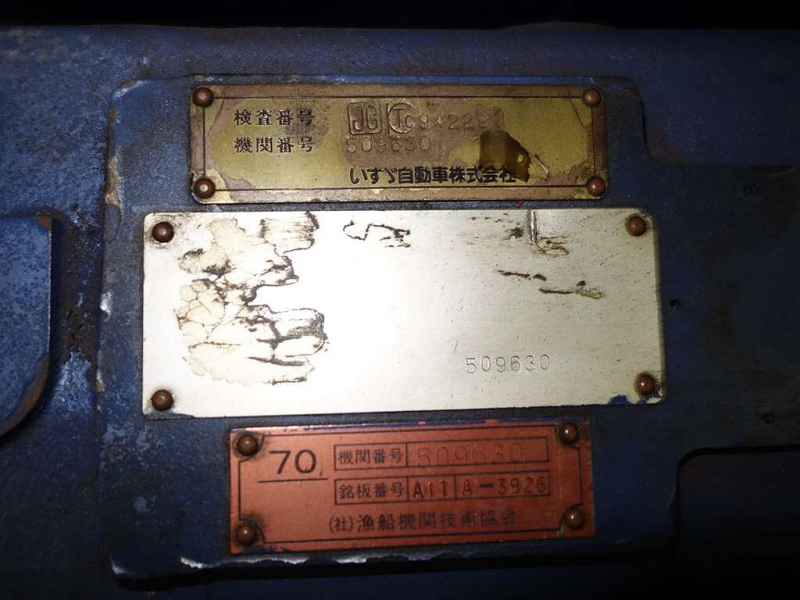 検査番号 JG
機関番号 509630
いすゞ自動車株式会社
509630
70
機関番号 509630
銘板番号 A11 A-3926
(社)漁船機関技術協会